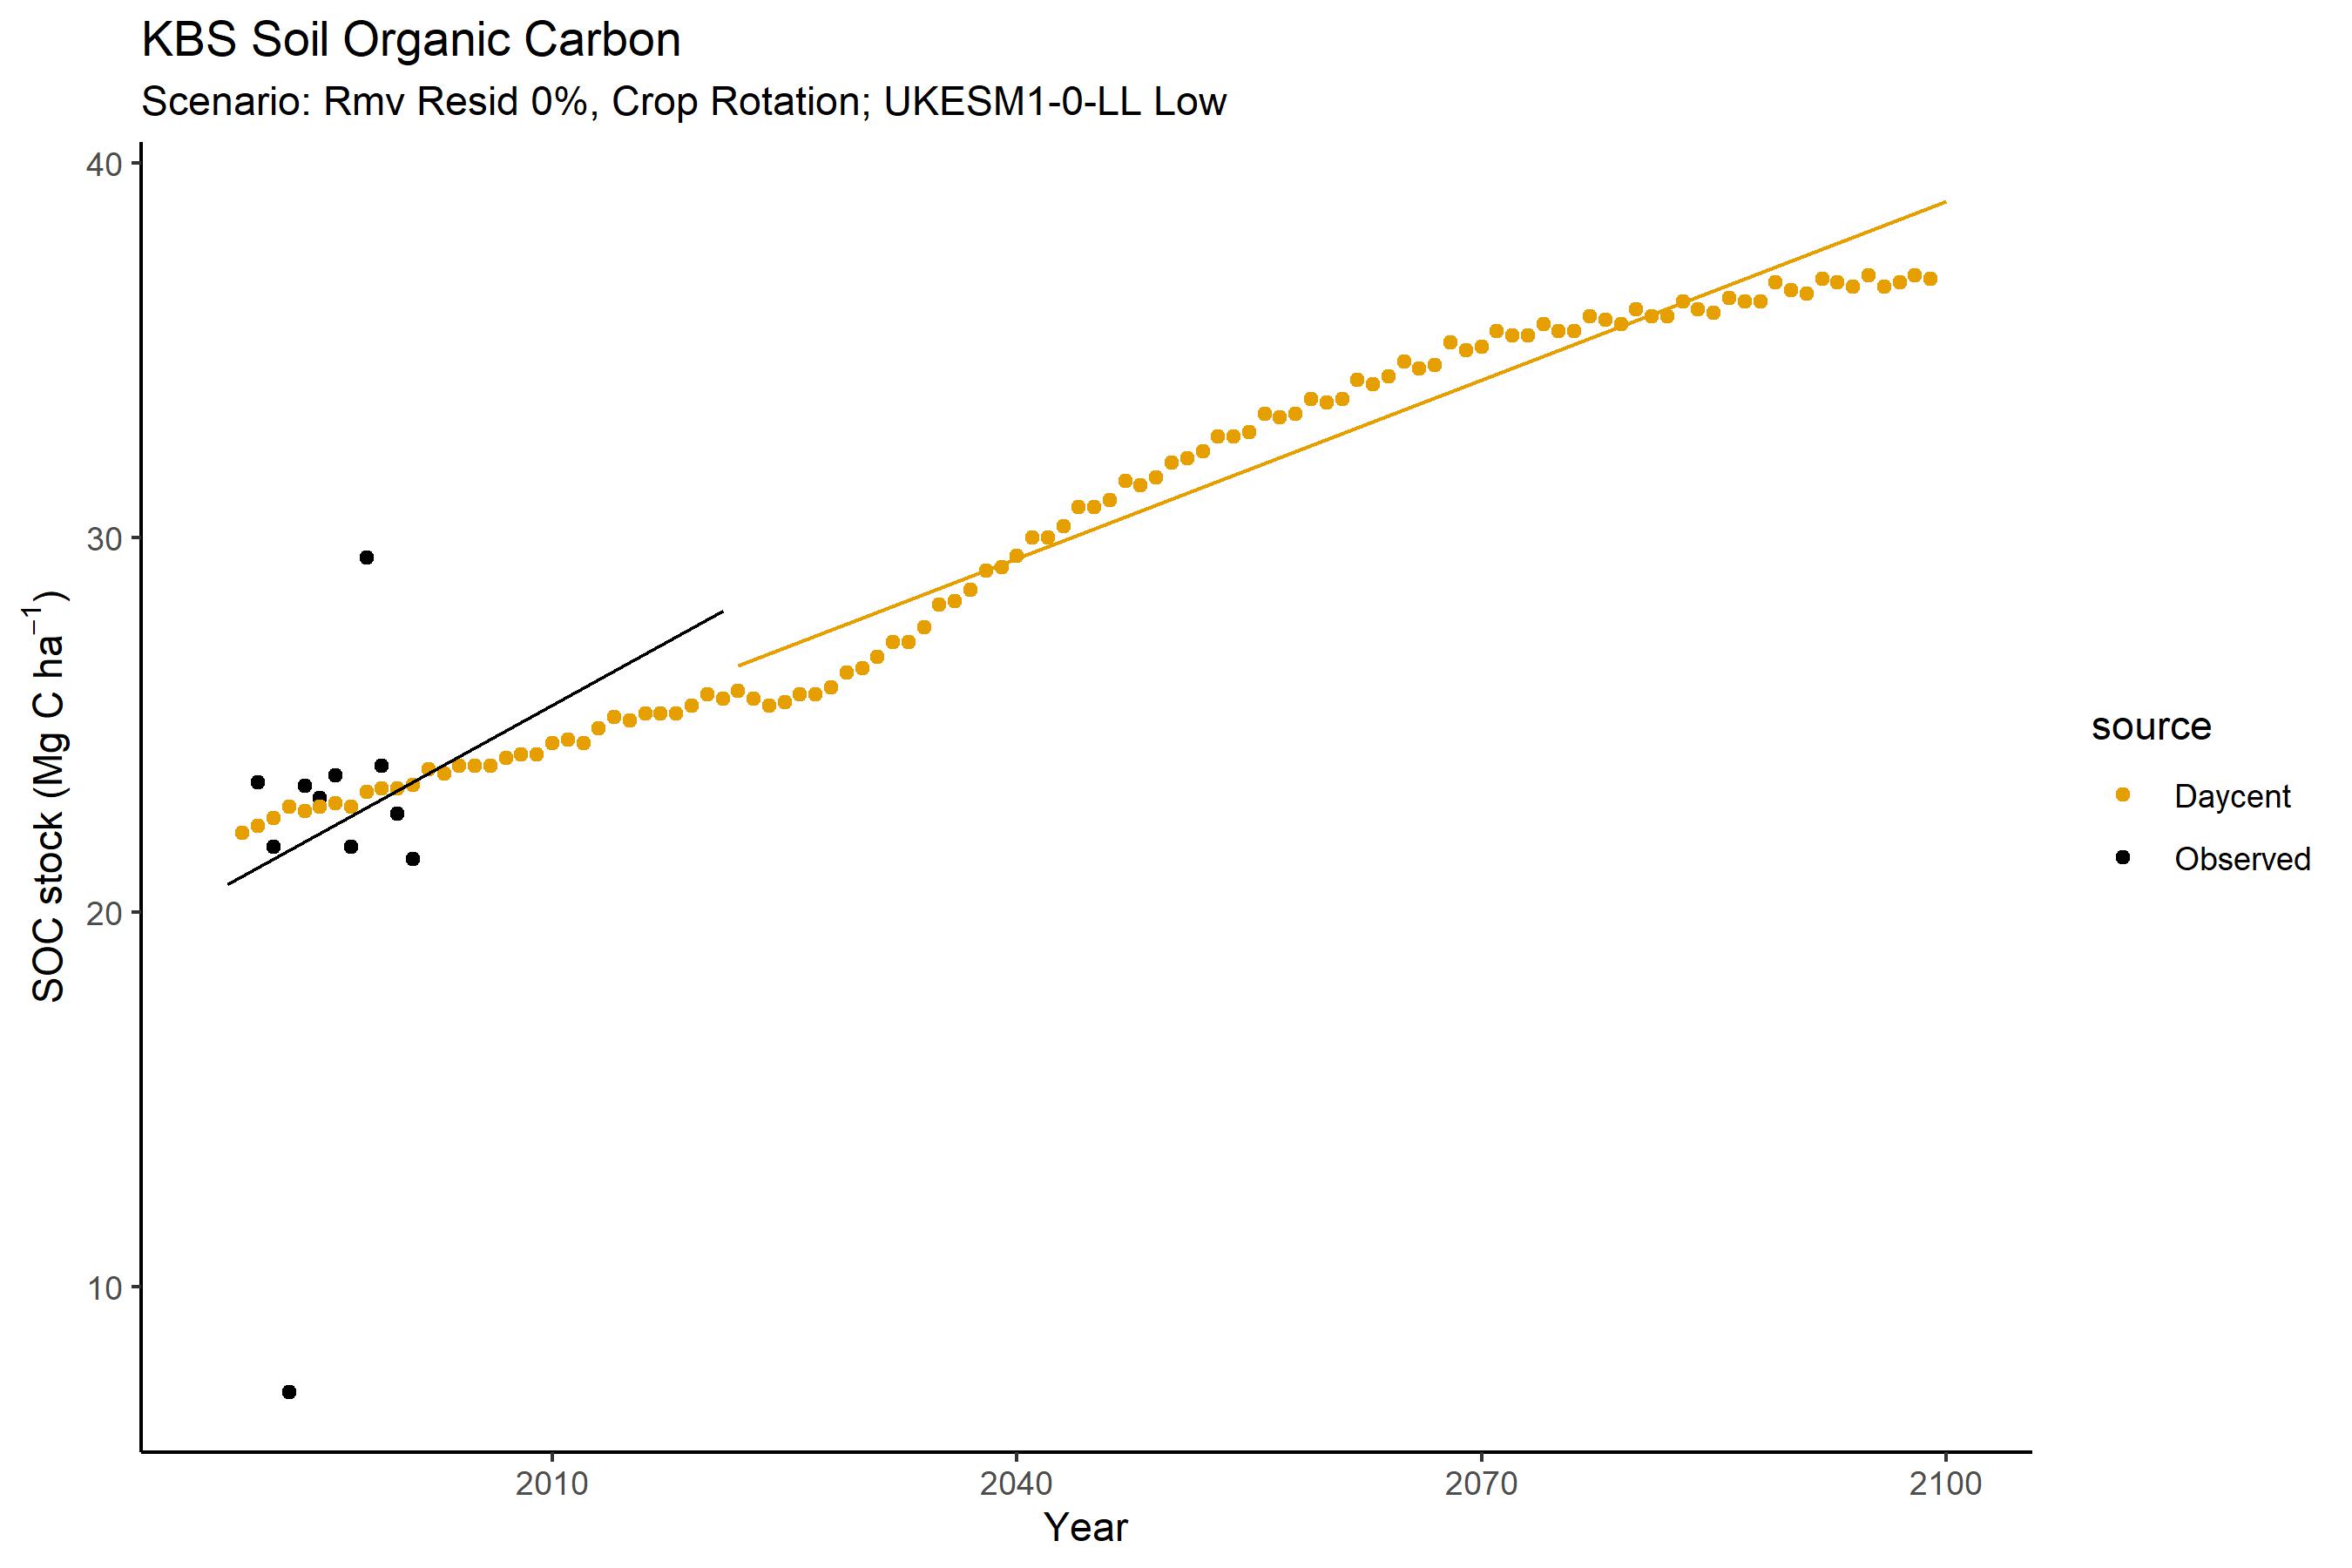 KBS Soil Organic Carbon
Scenario: Rmv Resid 0%, Crop Rotation; UKESM1-0-LL Low
40
30
20
10
SOC stock (Mg C ha⁻¹)
2010 2040 2070 2100
Year
source
Daycent
Observed